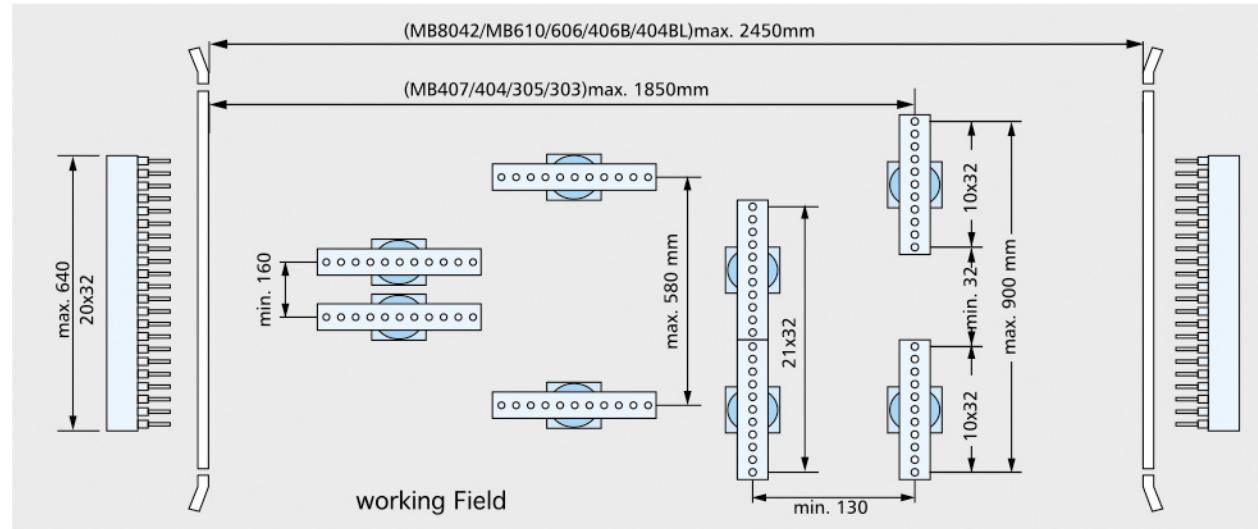 (MB8042/MB610/606/406B/404BL)max. 2450mm
(MB407/404/305/303)max. 1850mm
max. 640
20x32
min. 160
max. 580 mm
21x32
10x32
min. 32
10x32
max. 900 mm
min. 130
working Field